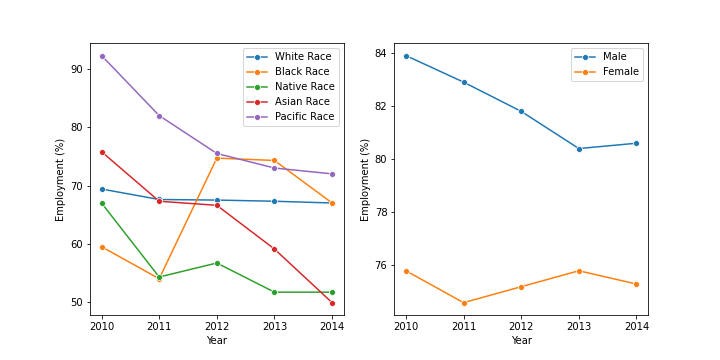 White Race
Black Race
Native Race
Asian Race
Pacific Race
90
80
70
60
50
Employment (%)
2010 2011 2012 2013 2014
Year
Male
Female
84
82
80
78
76
Employment (%)
2010 2011 2012 2013 2014
Year